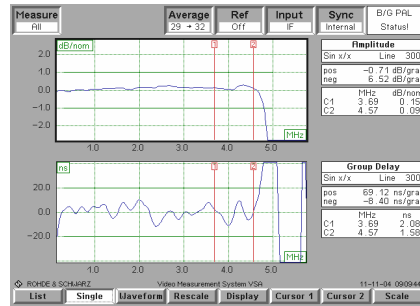 Measure
All
Average
29 → 32
Ref
Off
Input
IF
Sync
Internal
B/G PAL
Status!
dB/nom
2.0
1.0
0.0
-1.0
-2.0
1
2
MHz
1.0 2.0 3.0 4.0 5.0
Amplitude
Sin x/x Line 300
pos -0.71 dB/gra
neg 6.52 dB/gra
MHz dB/nom
C1 3.69 0.15
C2 4.57 0.09
ns
20.0
0.0
-20.0
1
2
MHz
1.0 2.0 3.0 4.0 5.0
Group Delay
Sin x/x Line 300
pos 69.12 ns/gra
neg -8.40 ns/gra
MHz ns
C1 3.69 2.08
C2 4.57 1.58
ROHDE & SCHWARZ Video Measurement System VSA 11-11-04 090944
List Single Waveform Rescale Display Cursor 1 Cursor 2 Scale